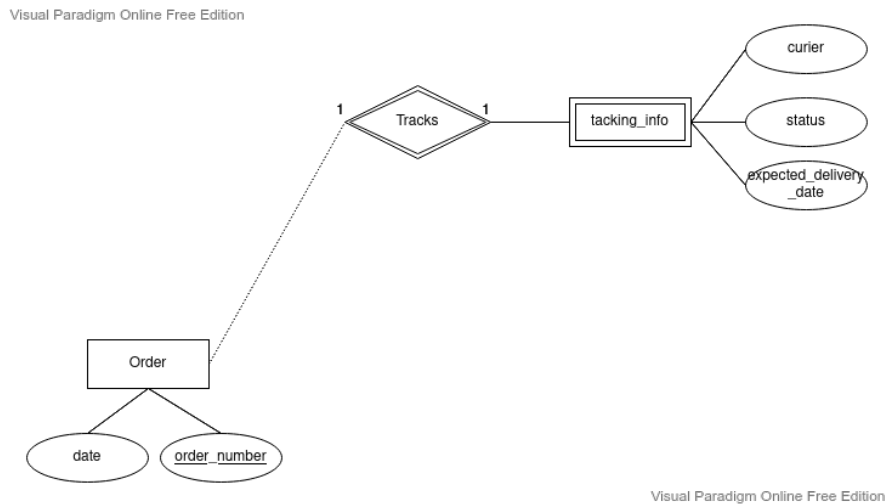 Visual Paradigm Online Free Edition
curier
1
1
Tracks
tacking_info
status
expected_delivery
_date
Order
date
order_number
Visual Paradigm Online Free Edition